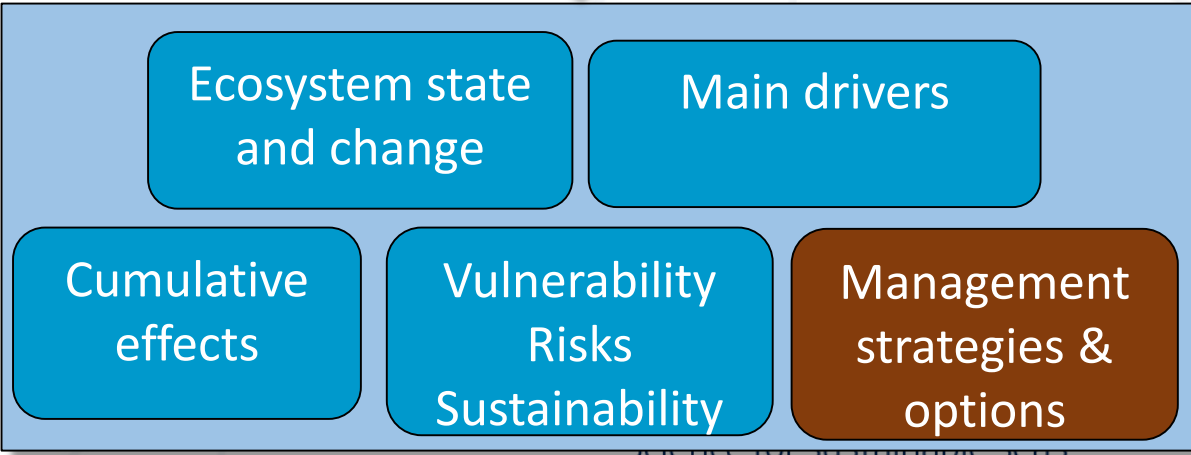 Ecosystem state
and change
Main drivers
Cumulative
effects
Vulnerability
Risks
Sustainability
Management
strategies &
options